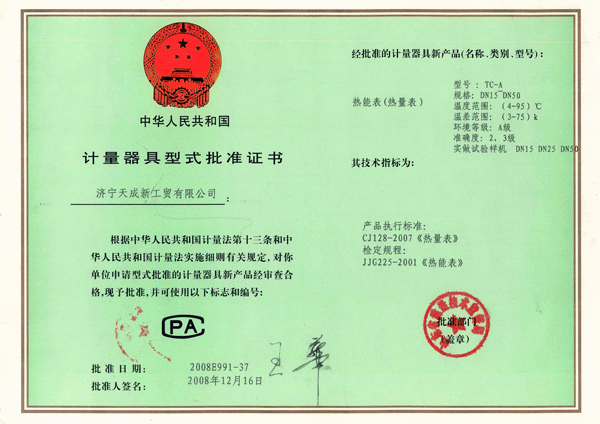 中华人民共和国
计量器具型式批准证书
济宁天成新工贸有限公司:
根据中华人民共和国计量法第十三条和中
华人民共和国计量法实施细则有关规定,对你
单位申请型式批准的计量器具新产品经审查合
格,现予批准,并可使用以下标志和编号:
CPA
2008E991-37
批准日期: 2008年12月16日
批准人签名: 王
经批准的计量器具新产品(名称、类别、型号):
热能表(热量表)
型号:TC-A
规格:DN15~DN50
温度范围:(4-95)℃
温差范围:(3-75)k
环境等级:A级
准确度:2、3级
实做试验样机 DN15 DN25 DN50
其技术指标为:
产品执行标准:
CJ128-2007《热量表》
检定规程:
JJG225-2001《热能表》
批准部门
(盖章)